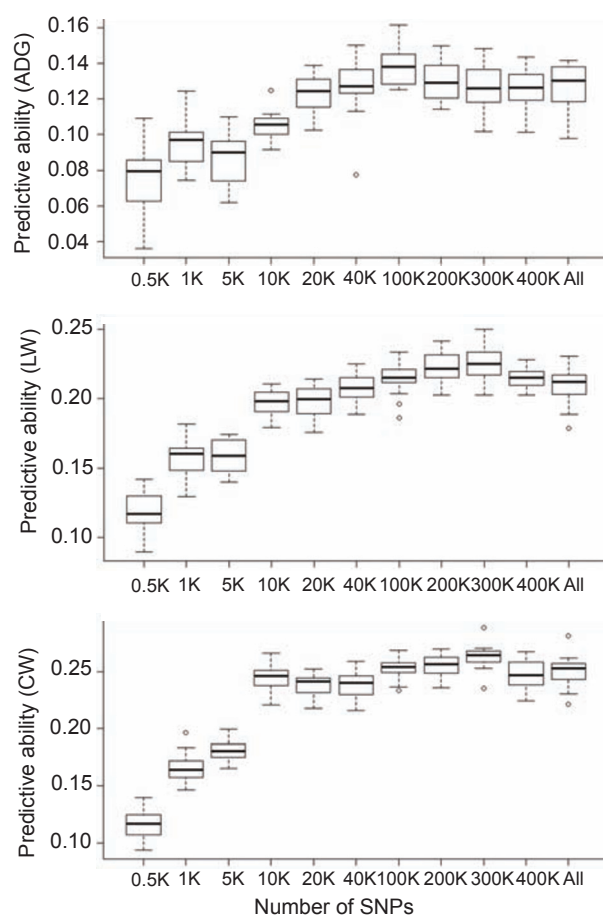 Predictive ability (ADG)
0.16
0.14
0.12
0.10
0.08
0.06
0.04
0.5K 1K 5K 10K 20K 40K 100K 200K 300K 400K All
Predictive ability (LW)
0.25
0.20
0.15
0.10
0.5K 1K 5K 10K 20K 40K 100K 200K 300K 400K All
Predictive ability (CW)
0.25
0.20
0.15
0.10
0.5K 1K 5K 10K 20K 40K 100K 200K 300K 400K All
Number of SNPs